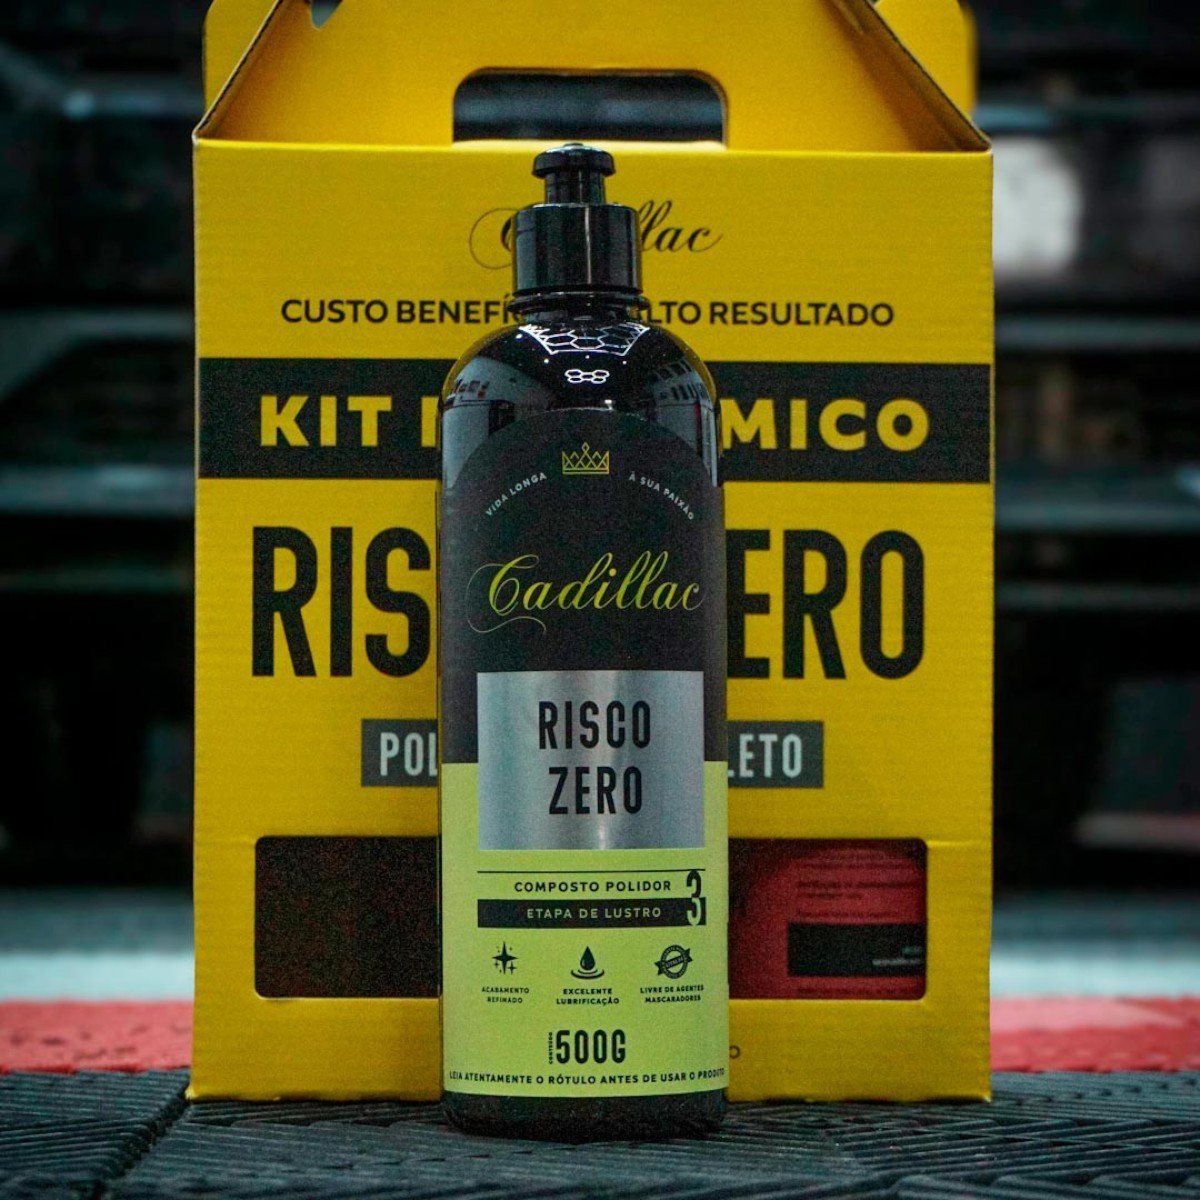 Cadillac
CUSTO BENEFÍ LTO RESULTADO
KIT MICO
RIS ERO
POL LETO
VIDA LONGA À SUA PAIXÃO
Cadillac
RISCO
ZERO
COMPOSTO POLIDOR 3
ETAPA DE LUSTRO
ACABAMENTO
REFINADO
EXCELENTE
LUBRIFICAÇÃO
LIVRE DE AGENTES
MASCARADORES
CONTEÚDO 500G
LEIA ATENTAMENTE O RÓTULO ANTES DE USAR O PRODUTO